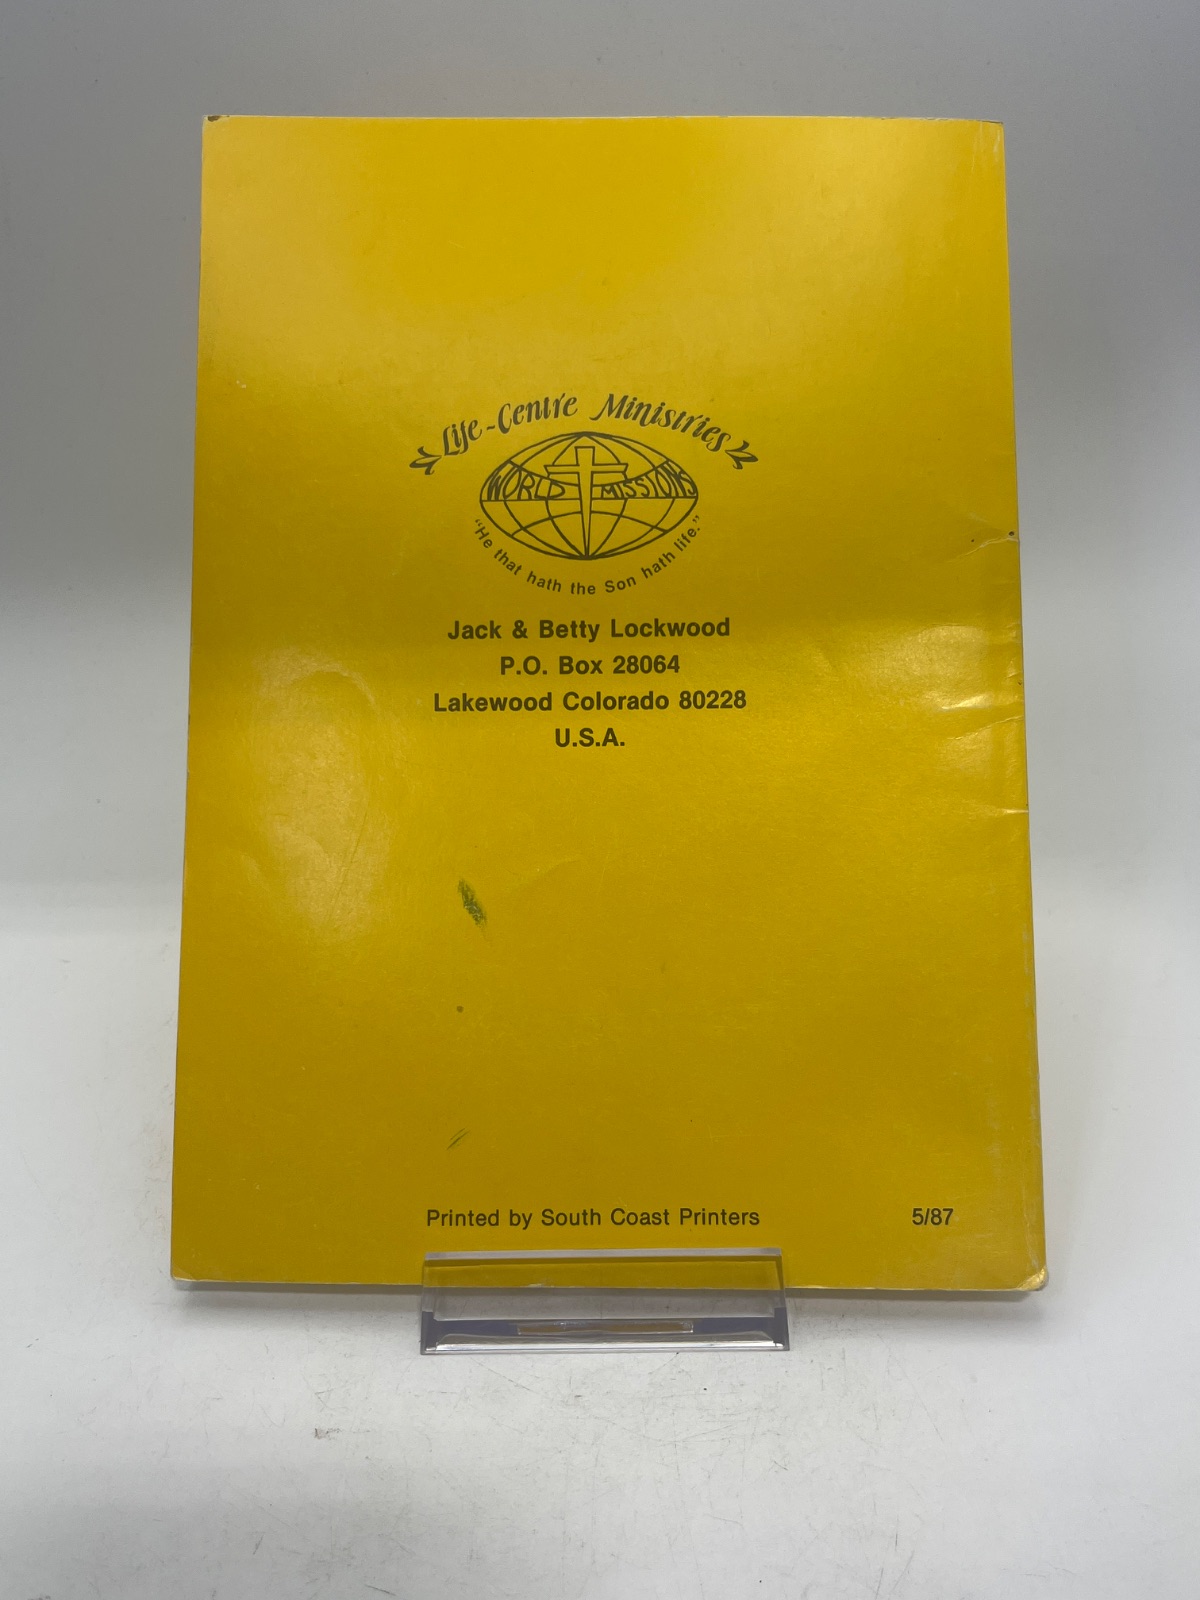 Life-Centre Ministries
WORLD MISSIONS
"He that hath the Son hath life."
Jack & Betty Lockwood
P.O. Box 28064
Lakewood Colorado 80228
U.S.A.
Printed by South Coast Printers 5/87